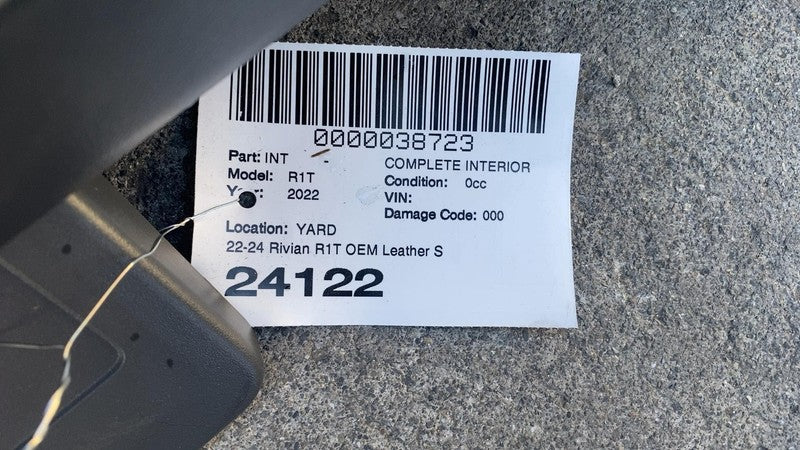 0000038723
Part: INT - COMPLETE INTERIOR
Model: R1T Condition: 0cc
2022 VIN:
Damage Code: 000
Location: YARD
22-24 Rivian R1T OEM Leather S
24122